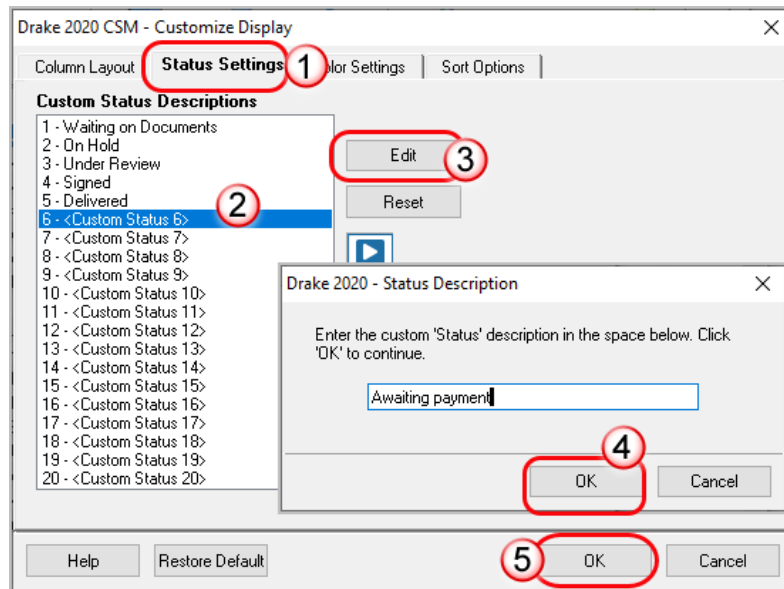 Drake 2020 CSM - Customize Display
Column Layout
Status Settings
1
olor Settings
Sort Options
Custom Status Descriptions
1 - Waiting on Documents
2 - On Hold
3 - Under Review
4 - Signed
5 - Delivered
6 - <Custom Status 6>
7 - <Custom Status 7>
8 - <Custom Status 8>
9 - <Custom Status 9>
10 - <Custom Status 10>
11 - <Custom Status 11>
12 - <Custom Status 12>
13 - <Custom Status 13>
14 - <Custom Status 14>
15 - <Custom Status 15>
16 - <Custom Status 16>
17 - <Custom Status 17>
18 - <Custom Status 18>
19 - <Custom Status 19>
20 - <Custom Status 20>
2
Edit
3
Reset
Drake 2020 - Status Description
Enter the custom 'Status' description in the space below. Click
'OK' to continue.
Awaiting payment
4
OK
Cancel
Help
Restore Default
5
OK
Cancel